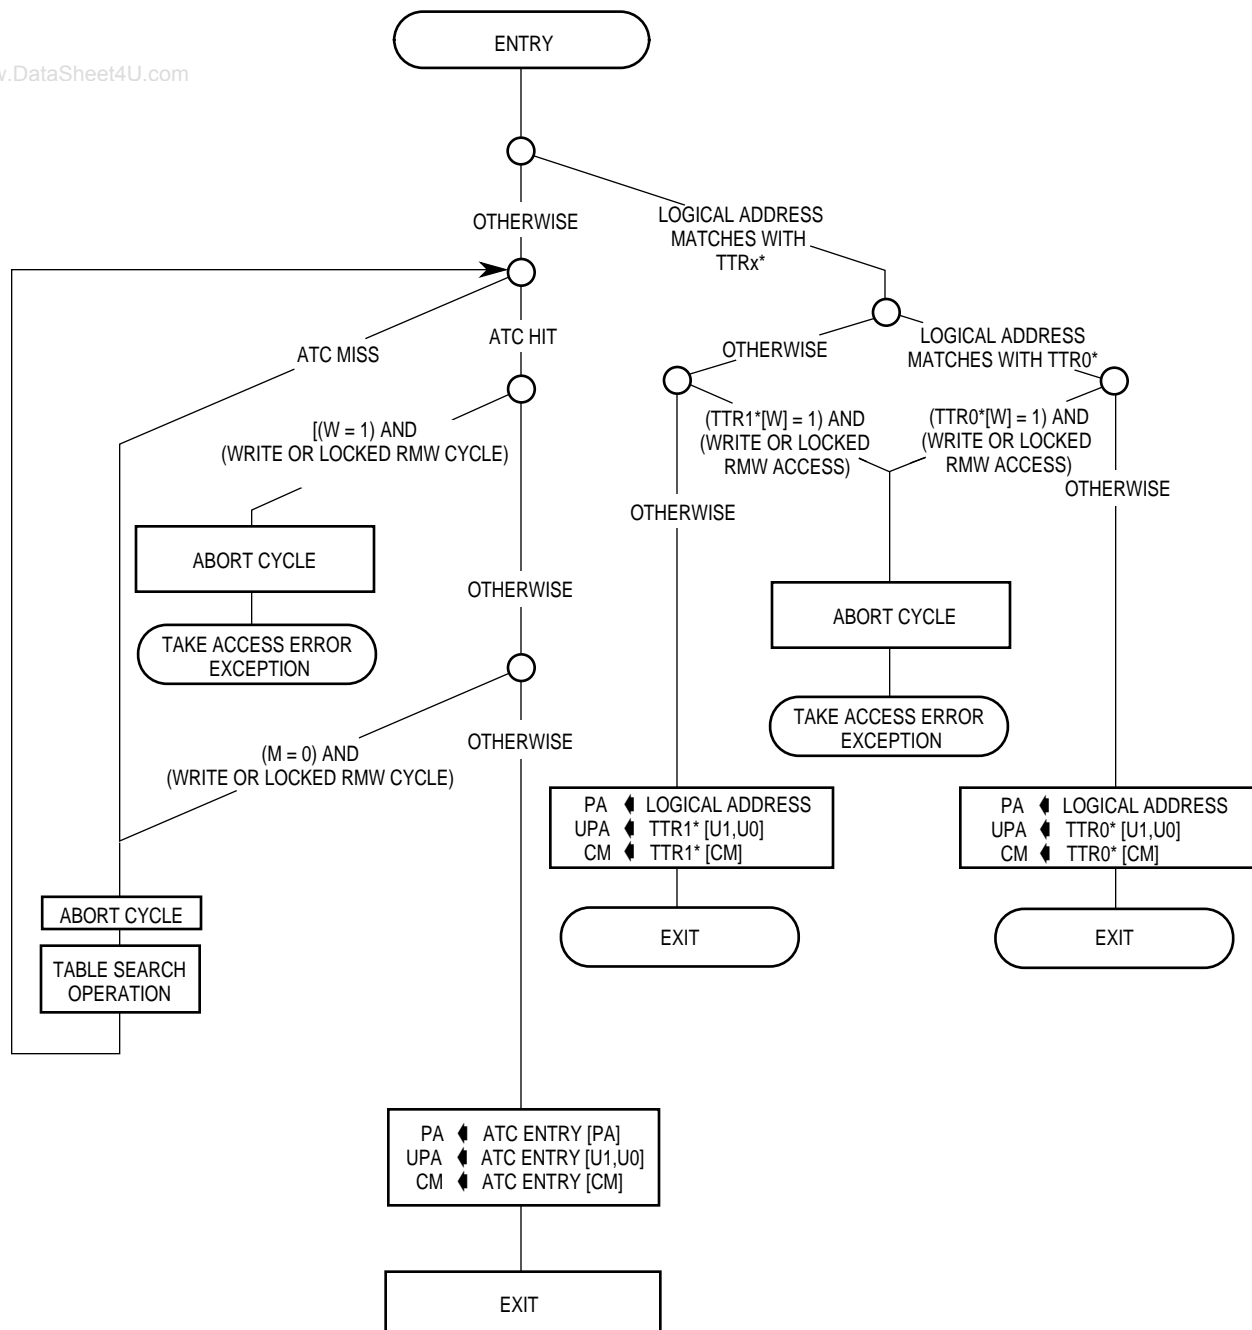 ENTRY
w.DataSheet4U.com
OTHERWISE
LOGICAL ADDRESS
MATCHES WITH
TTRx*
ATC MISS
ATC HIT
OTHERWISE
LOGICAL ADDRESS
MATCHES WITH TTR0*
[(W = 1) AND
(WRITE OR LOCKED RMW CYCLE)
(TTR1*[W] = 1) AND
(WRITE OR LOCKED
RMW ACCESS)
(TTR0*[W] = 1) AND
(WRITE OR LOCKED
RMW ACCESS)
OTHERWISE
OTHERWISE
ABORT CYCLE
OTHERWISE
ABORT CYCLE
TAKE ACCESS ERROR
EXCEPTION
TAKE ACCESS ERROR
EXCEPTION
(M = 0) AND
(WRITE OR LOCKED RMW CYCLE)
OTHERWISE
PA LOGICAL ADDRESS
UPA TTR1* [U1,U0]
CM TTR1* [CM]
PA LOGICAL ADDRESS
UPA TTR0* [U1,U0]
CM TTR0* [CM]
ABORT CYCLE
EXIT
EXIT
TABLE SEARCH
OPERATION
PA ATC ENTRY [PA]
UPA ATC ENTRY [U1,U0]
CM ATC ENTRY [CM]
EXIT